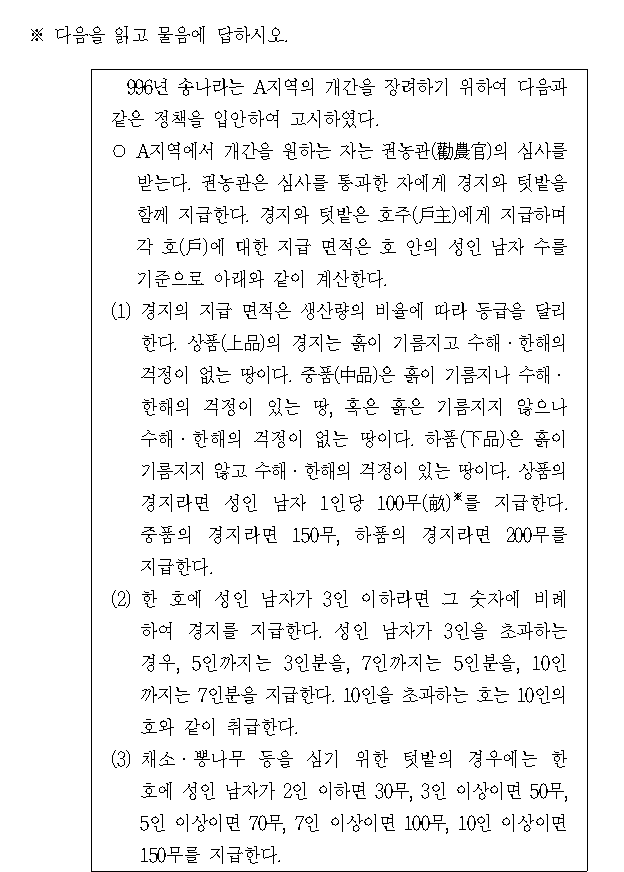 ※ 다음을 읽고 물음에 답하시오.
996년 송나라는 A지역의 개간을 장려하기 위하여 다음과
같은 정책을 입안하여 고시하였다.
○ A지역에서 개간을 원하는 자는 권농관(勸農官)의 심사를
받는다. 권농관은 심사를 통과한 자에게 경지와 텃밭을
함께 지급한다. 경지와 텃밭은 호주(戶主)에게 지급하며
각 호(戶)에 대한 지급 면적은 호 안의 성인 남자 수를
기준으로 아래와 같이 계산한다.
(1) 경지의 지급 면적은 생산량의 비율에 따라 등급을 달리
한다. 상품(上品)의 경지는 흙이 기름지고 수해·한해의
걱정이 없는 땅이다. 중품(中品)은 흙이 기름지나 수해·
한해의 걱정이 있는 땅, 혹은 흙은 기름지지 않으나
수해·한해의 걱정이 없는 땅이다. 하품(下品)은 흙이
기름지지 않고 수해·한해의 걱정이 있는 땅이다. 상품의
경지라면 성인 남자 1인당 100무(畝)※를 지급한다.
중품의 경지라면 150무, 하품의 경지라면 200무를
지급한다.
(2) 한 호에 성인 남자가 3인 이하라면 그 숫자에 비례
하여 경지를 지급한다. 성인 남자가 3인을 초과하는
경우, 5인까지는 3인분을, 7인까지는 5인분을, 10인
까지는 7인분을 지급한다. 10인을 초과하는 호는 10인의
호와 같이 취급한다.
(3) 채소·뽕나무 등을 심기 위한 텃밭의 경우에는 한
호에 성인 남자가 2인 이하면 30무, 3인 이상이면 50무,
5인 이상이면 70무, 7인 이상이면 100무, 10인 이상이면
150무를 지급한다.